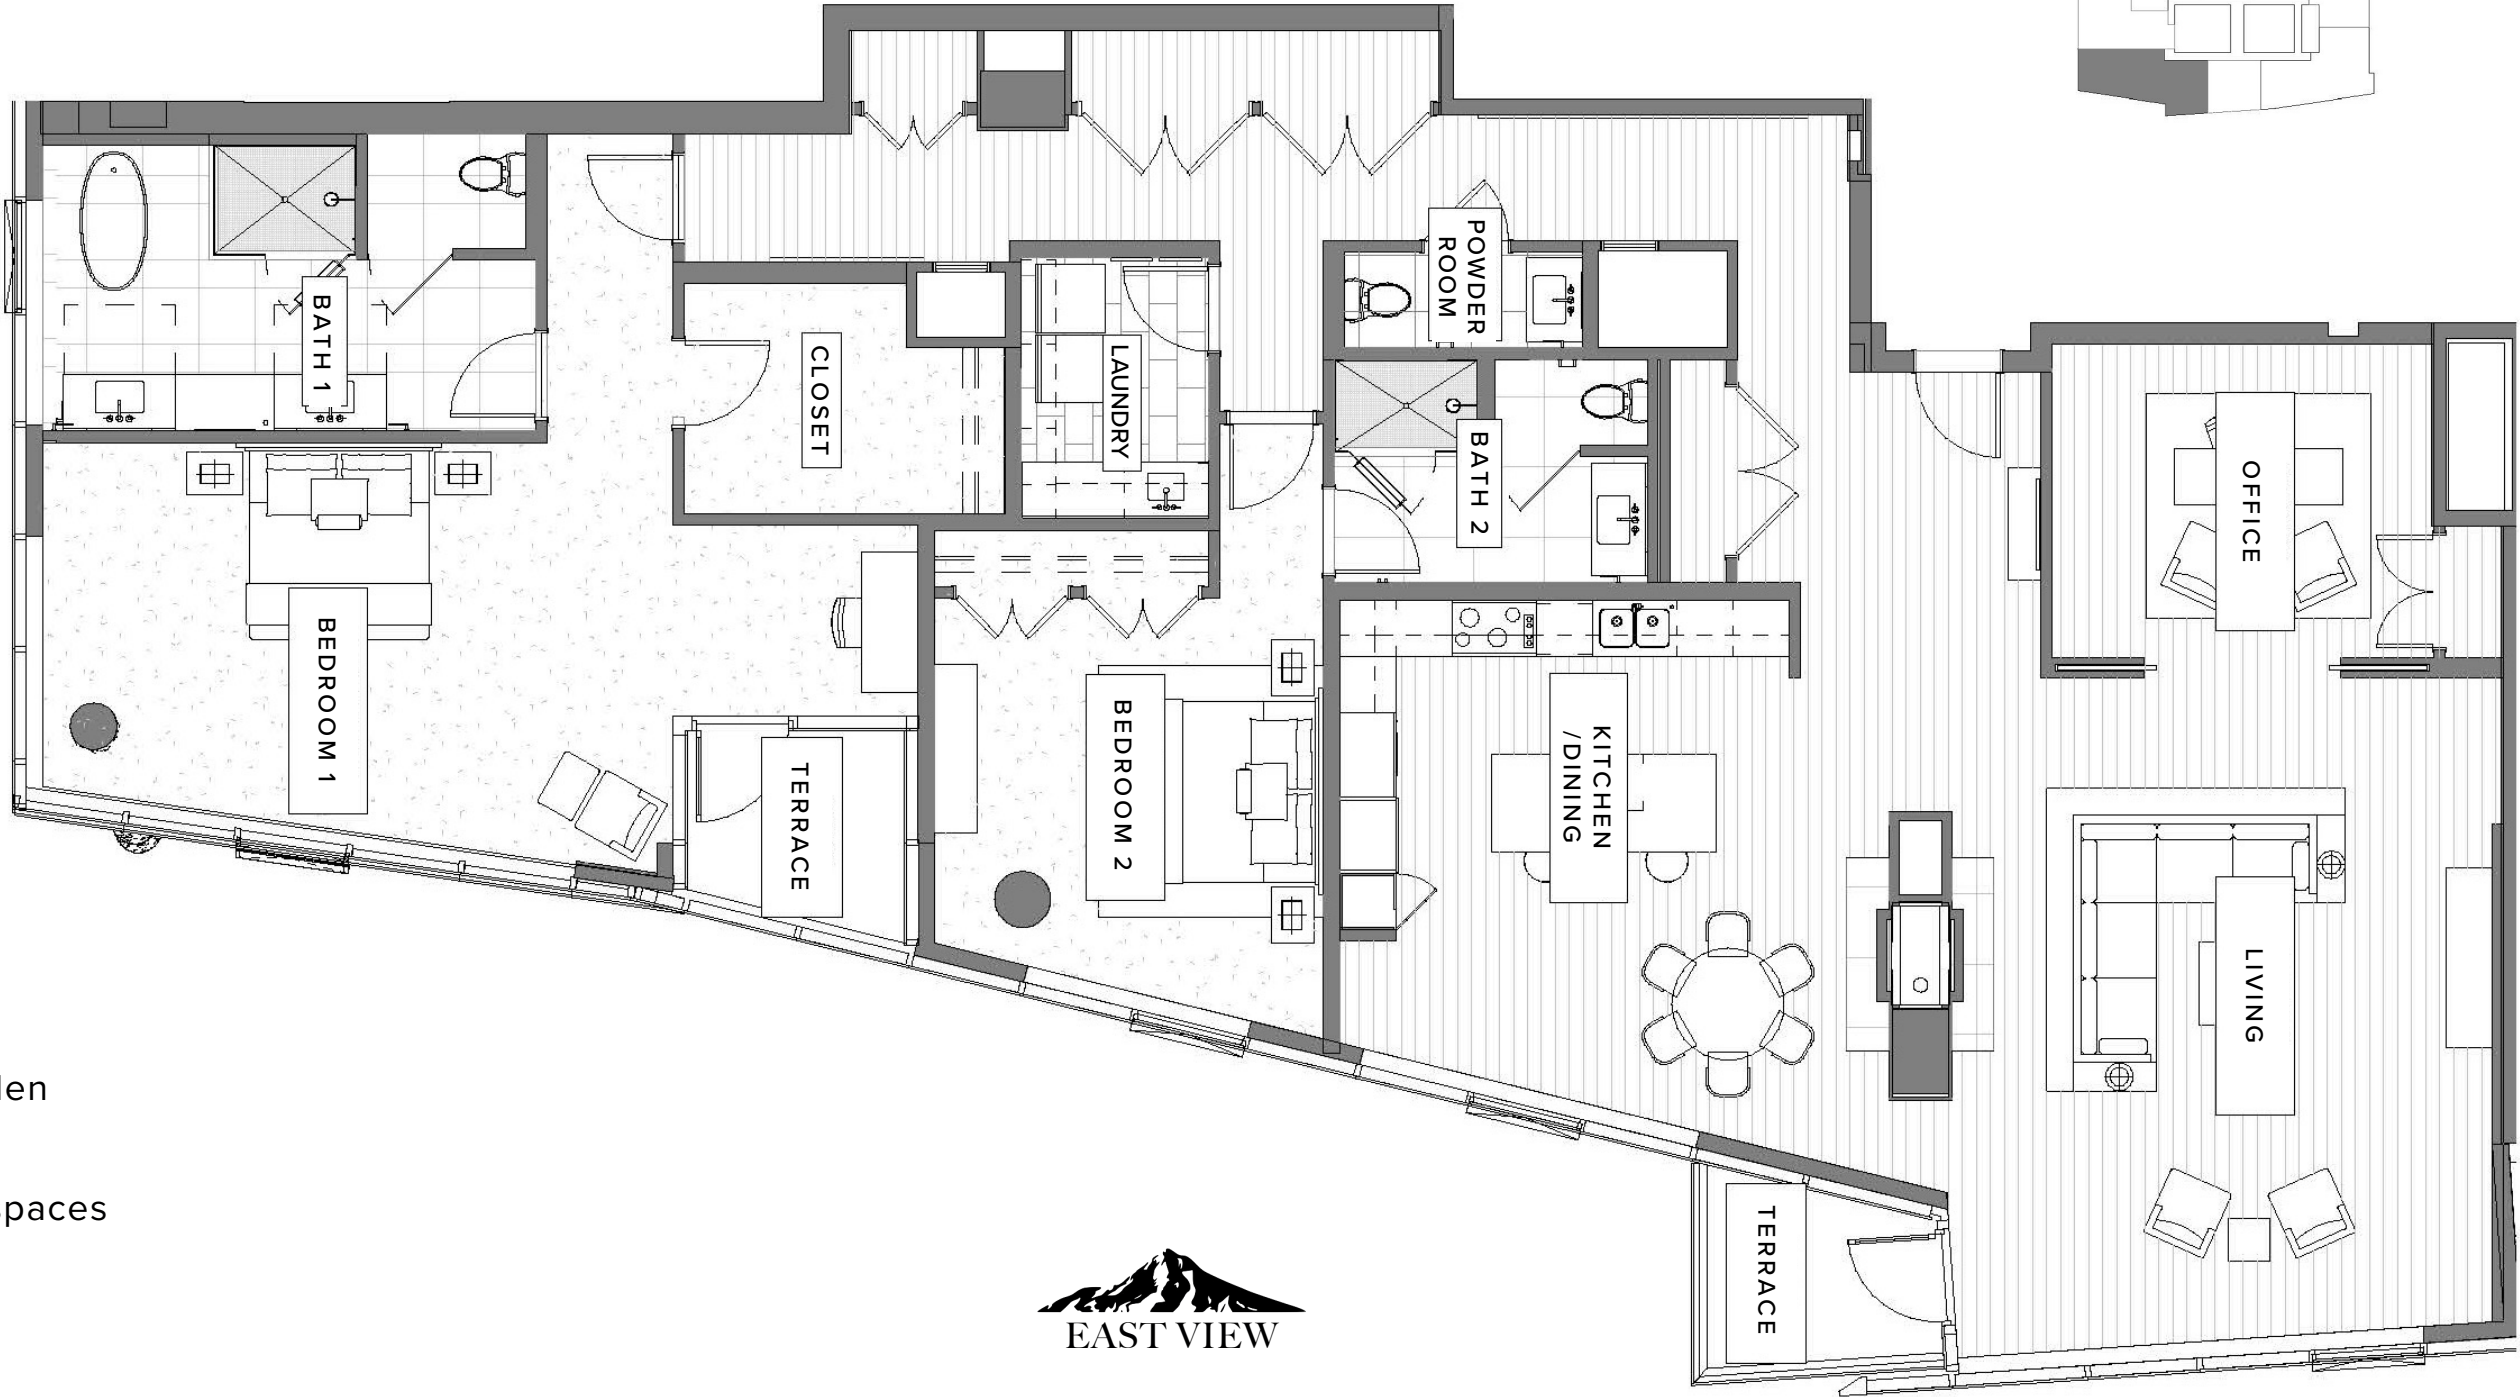 POWDER
ROOM
BATH 1
CLOSET
LAUNDRY
BATH 2
OFFICE
BEDROOM 1
TERRACE
BEDROOM 2
KITCHEN
/DINING
LIVING
spaces
TERRACE
EAST VIEW